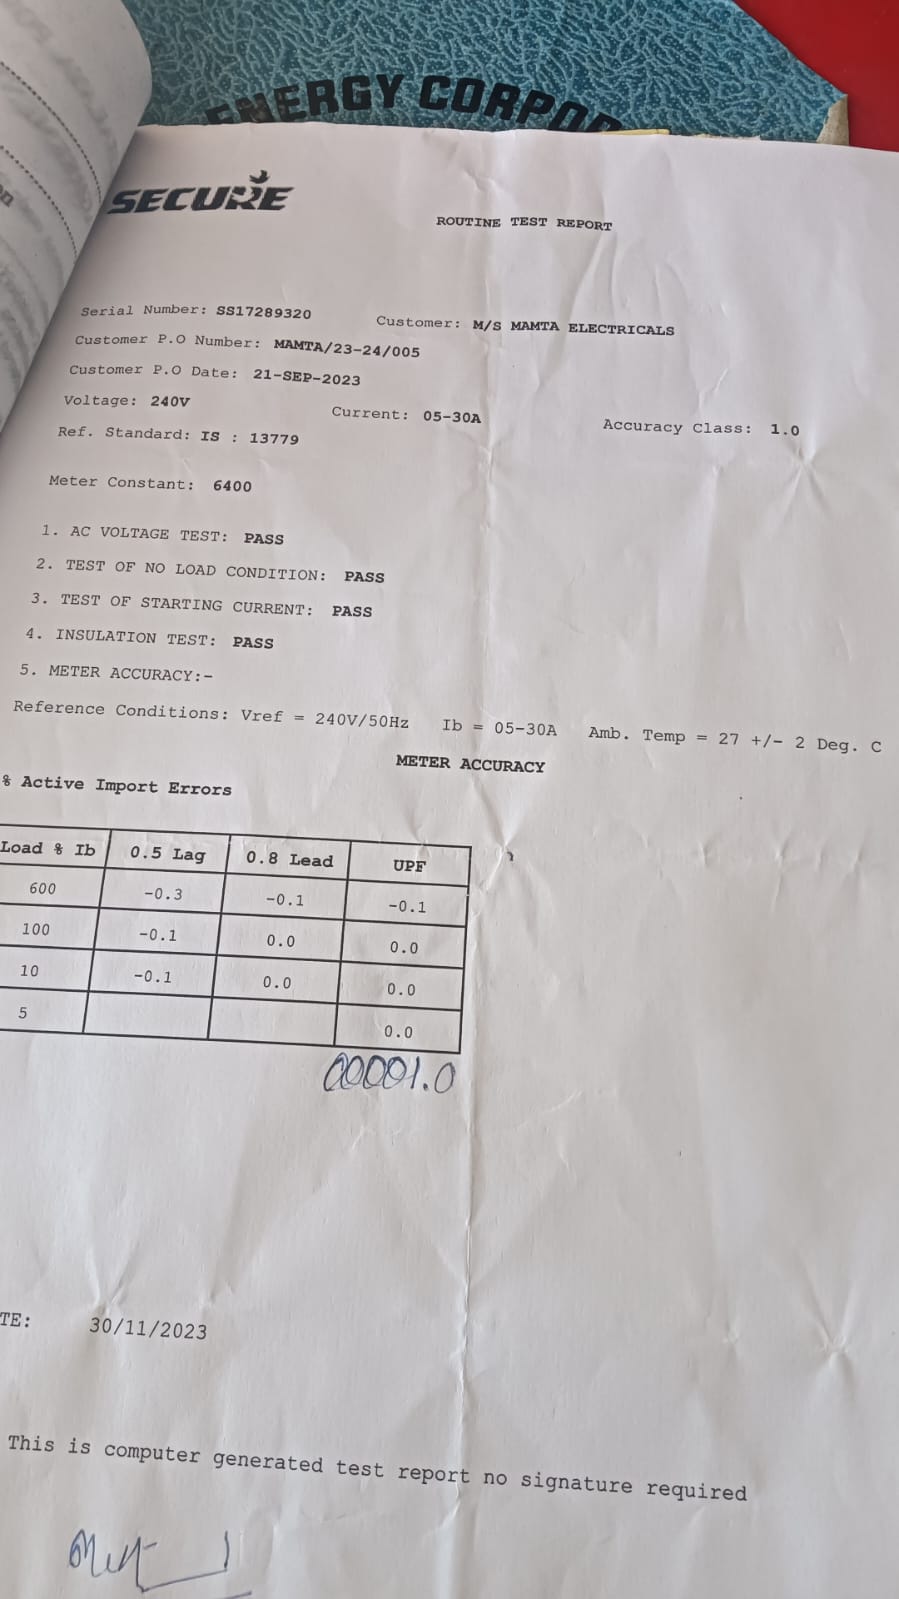 ENERGY CORPOR
SECURE
ROUTINE TEST REPORT
Serial Number: SS17289320 Customer: M/S MAMTA ELECTRICALS
Customer P.O Number: MAMTA/23-24/005
Customer P.O Date: 21-SEP-2023
Voltage: 240V Current: 05-30A Accuracy Class: 1.0
Ref. Standard: IS : 13779
Meter Constant: 6400
1. AC VOLTAGE TEST: PASS
2. TEST OF NO LOAD CONDITION: PASS
3. TEST OF STARTING CURRENT: PASS
4. INSULATION TEST: PASS
5. METER ACCURACY:-
Reference Conditions: Vref = 240V/50Hz Ib = 05-30A Amb. Temp = 27 +/- 2 Deg. C
METER ACCURACY
% Active Import Errors
Load % Ib 0.5 Lag 0.8 Lead UPF
600 -0.3 -0.1 -0.1
100 -0.1 0.0 0.0
10 -0.1 0.0 0.0
5 0.0
00001.0
TE: 30/11/2023
This is computer generated test report no signature required